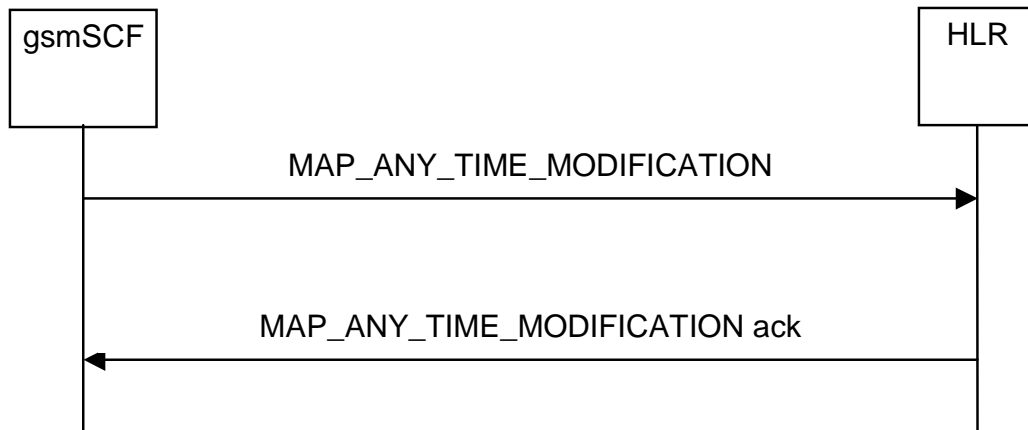 gsmSCF
HLR
MAP_ANY_TIME_MODIFICATION
MAP_ANY_TIME_MODIFICATION ack